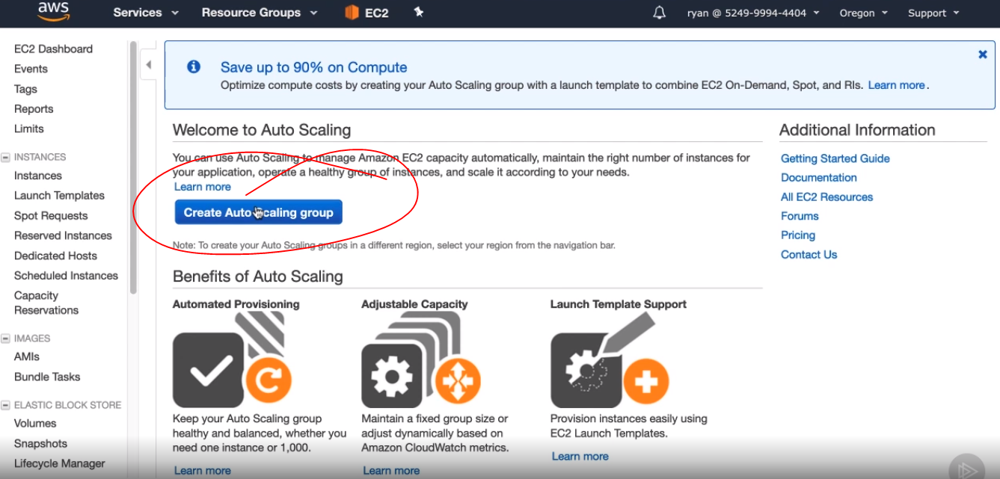 aws
Services
Resource Groups
EC2
ryan @ 5249-9994-4404
Oregon
Support
EC2 Dashboard
Events
Tags
Reports
Limits
INSTANCES
Instances
Launch Templates
Spot Requests
Reserved Instances
Dedicated Hosts
Scheduled Instances
Capacity
Reservations
IMAGES
AMIs
Bundle Tasks
ELASTIC BLOCK STORE
Volumes
Snapshots
Lifecycle Manager
Save up to 90% on Compute
Optimize compute costs by creating your Auto Scaling group with a launch template to combine EC2 On-Demand, Spot, and RIs. Learn more.
Welcome to Auto Scaling
You can use Auto Scaling to manage Amazon EC2 capacity automatically, maintain the right number of instances for
your application, operate a healthy group of instances, and scale it according to your needs.
Learn more
Create Auto Scaling group
Note: To create your Auto Scaling groups in a different region, select your region from the navigation bar.
Benefits of Auto Scaling
Automated Provisioning
Keep your Auto Scaling group
healthy and balanced, whether you
need one instance or 1,000.
Learn more
Adjustable Capacity
Maintain a fixed group size or
adjust dynamically based on
Amazon CloudWatch metrics.
Learn more
Launch Template Support
Provision instances easily using
EC2 Launch Templates.
Learn more
Additional Information
Getting Started Guide
Documentation
All EC2 Resources
Forums
Pricing
Contact Us